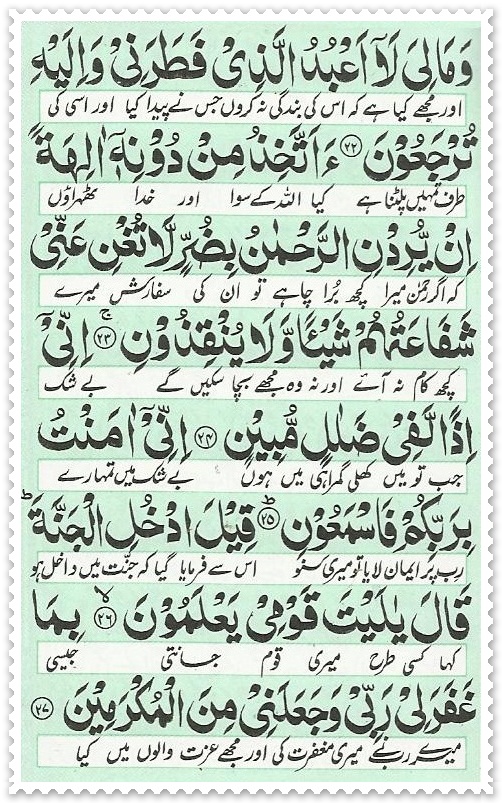 وَمَا لِیَ لَاۤ اَعْبُدُ الَّذِیْ فَطَرَنِیْ وَاِلَیْهِ
اور مجھے کیا ہے کہ اس کی بندگی نہ کروں جس نے پیدا کیا اور اسی کی
تُرْجَعُوْنَ ﴿۲۲﴾ ءَاَتَّخِذُ مِنْ دُوْنِهٖۤ اٰلِهَةً
طرف تمہیں پلٹنا ہے کیا اللہ کے سوا اور خدا ٹھہراؤں
اِنْ یُّرِدْنِ الرَّحْمٰنُ بِضُرٍّ لَّا تُغْنِ عَنِّیْ
کہ اگر رحمٰن میرا کچھ بُرا چاہے تو ان کی سفارش میرے
شَفَاعَتُهُمْ شَیْئًا وَّلَا یُنْقِذُوْنِ ۚ﴿۲۳﴾ اِنِّیْۤ
کچھ کام نہ آئے اور نہ وہ مجھے بچا سکیں گے بے شک
اِذًا لَّفِیْ ضَلٰلٍ مُّبِیْنٍ ﴿۲۴﴾ اِنِّیْۤ اٰمَنْتُ
جب تو میں کھلی گمراہی میں ہوں بے شک میں تمہارے
بِرَبِّكُمْ فَاسْمَعُوْنِ ؕ﴿۲۵﴾ قِیْلَ ادْخُلِ الْجَنَّةَ ؕ
رب پر ایمان لایا تو میری سنو اس سے فرمایا گیا کہ جنّت میں داخل ہو
قَالَ یٰلَیْتَ قَوْمِیْ یَعْلَمُوْنَ ۙ﴿۲۶﴾ بِمَا
کہا کسی طرح میری قوم جانتی جیسی
غَفَرَ لِیْ رَبِّیْ وَجَعَلَنِیْ مِنَ الْمُكْرَمِیْنَ ﴿۲۷﴾
میرے رب نے میری مغفرت کی اور مجھے عزت والوں میں کیا